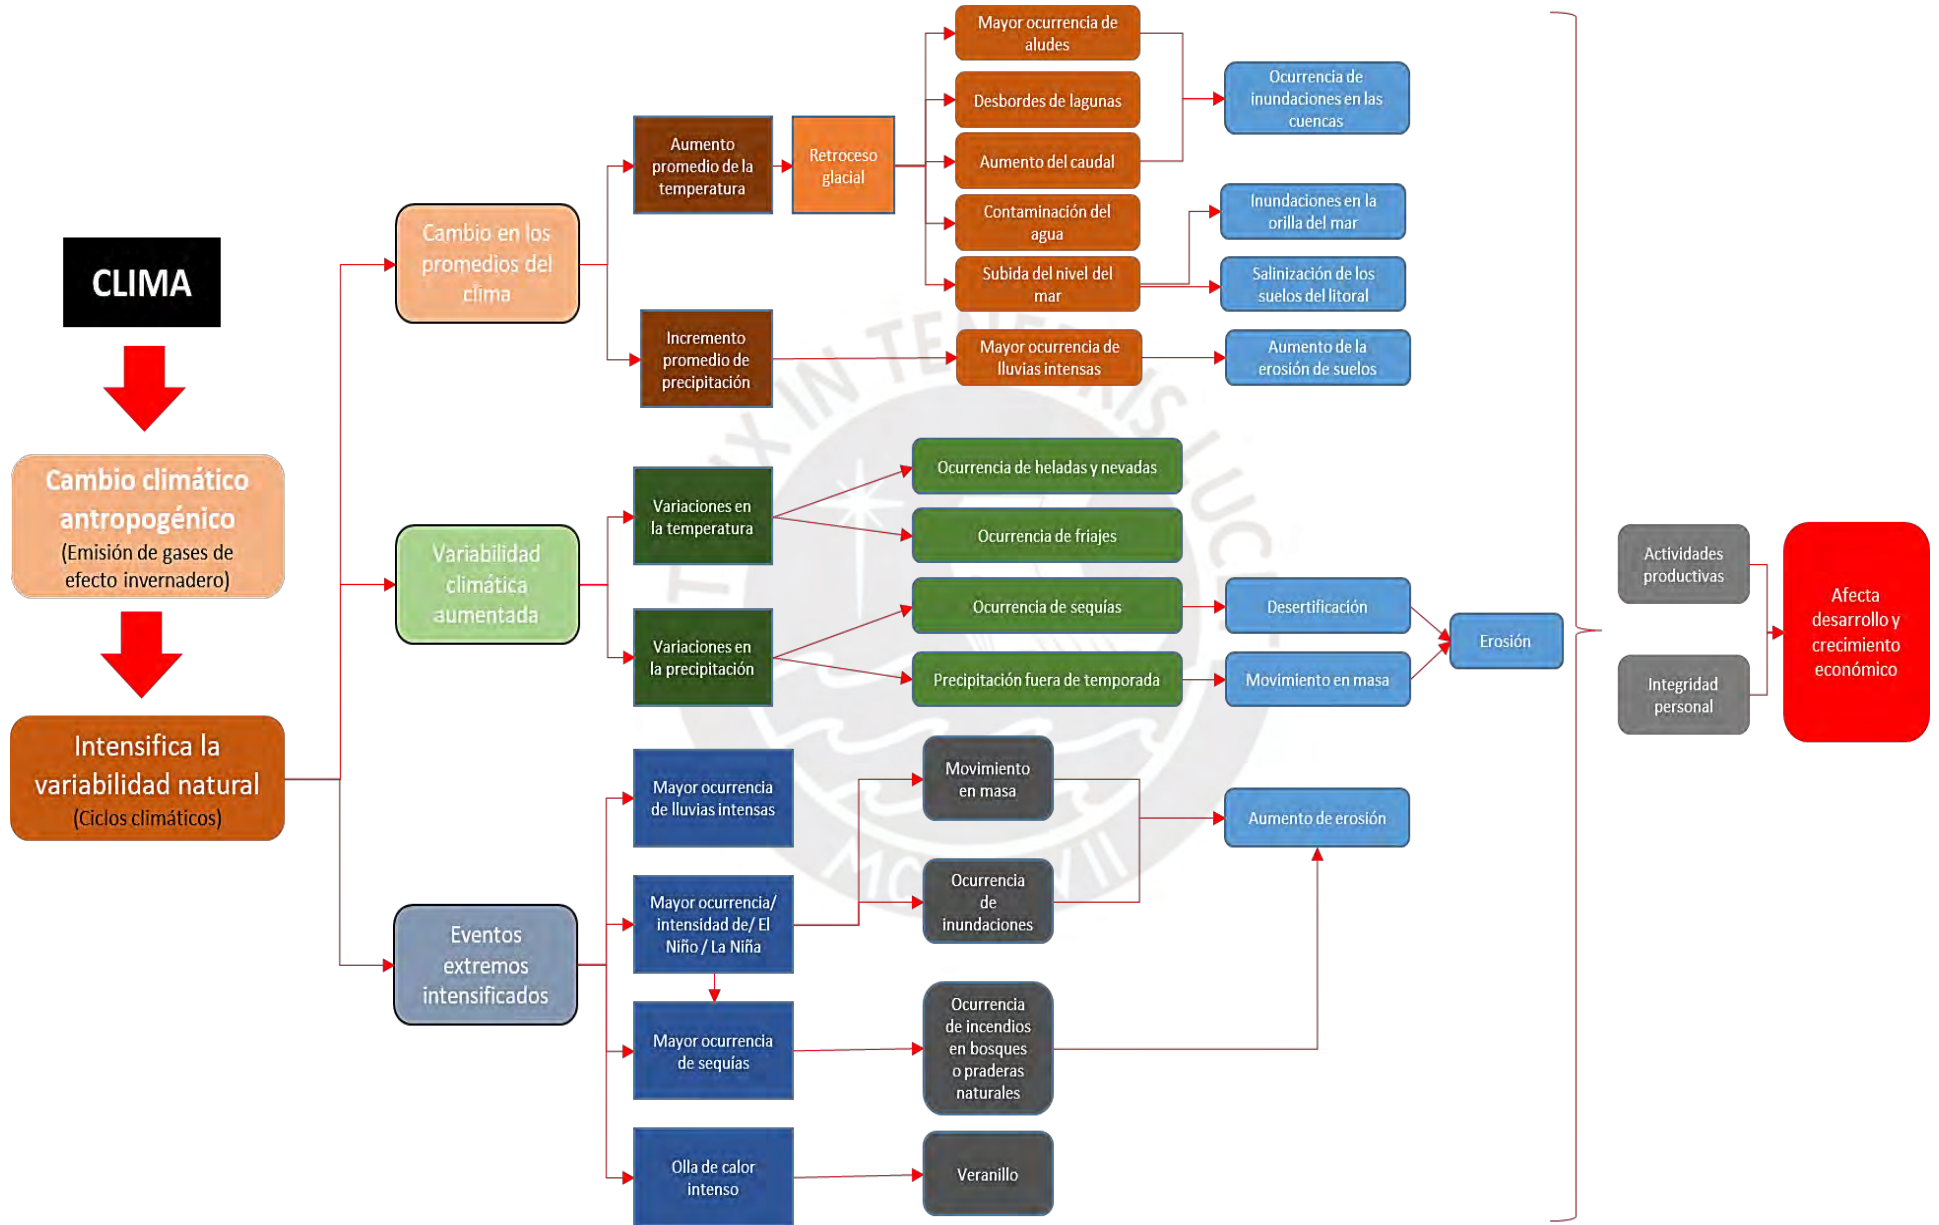 CLIMA
Cambio climático
antropogénico
(Emisión de gases de
efecto invernadero)
Intensifica la
variabilidad natural
(Ciclos climáticos)
Cambio en los
promedios del
clima
Variabilidad
climática
aumentada
Eventos
extremos
intensificados
Aumento
promedio de la
temperatura
Retroceso
glacial
Incremento
promedio de
precipitación
Mayor ocurrencia de
aludes
Desbordes de lagunas
Aumento del caudal
Contaminación del
agua
Subida del nivel del
mar
Mayor ocurrencia de
lluvias intensas
Ocurrencia de
inundaciones en las
cuencas
Inundaciones en la
orilla del mar
Salinización de los
suelos del litoral
Aumento de la
erosión de suelos
Variaciones en
la temperatura
Variaciones en
la precipitación
Ocurrencia de heladas y nevadas
Ocurrencia de friajes
Ocurrencia de sequías
Precipitación fuera de temporada
Desertificación
Movimiento en masa
Erosión
Mayor ocurrencia
de lluvias intensas
Mayor ocurrencia/
intensidad de/ El
Niño / La Niña
Mayor ocurrencia
de sequías
Olla de calor
intenso
Movimiento
en masa
Ocurrencia
de
inundaciones
Ocurrencia
de incendios
en bosques
o praderas
naturales
Veranillo
Aumento de erosión
Actividades
productivas
Integridad
personal
Afecta
desarrollo y
crecimiento
económico